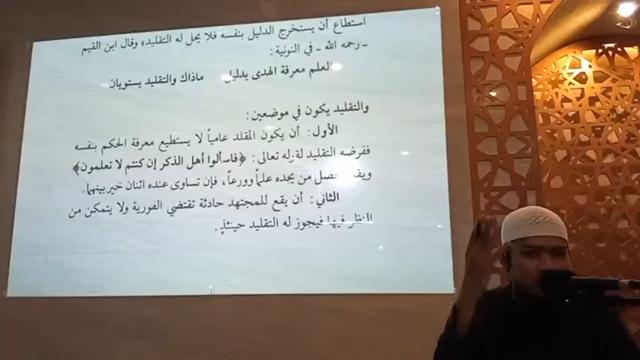 استطاع أن يستخرج الدليل بنفسه فلا يحل له التقليد» وقال ابن القيم
ـ رحمه الله ـ في النونية:
العلم معرفة الهدى بدليل ماذاك والتقليد يستويان
والتقليد يكون في موضعين:
الأول: أن يكون المقلد عامياً لا يستطيع معرفة الحكم بنفسه
ففرضه التقليد لقوله تعالى: ﴿فاسألوا أهل الذكر إن كنتم لا تعلمون﴾
أفضل من يجده علماً وورعاً، فإن تساوى عنده اثنان خير بينهما.
الثاني: أن يقع للمجتهد حادثة تقتضي الفورية ولا يتمكن من
النظر فيها فيجوز له التقليد حينئذٍ.